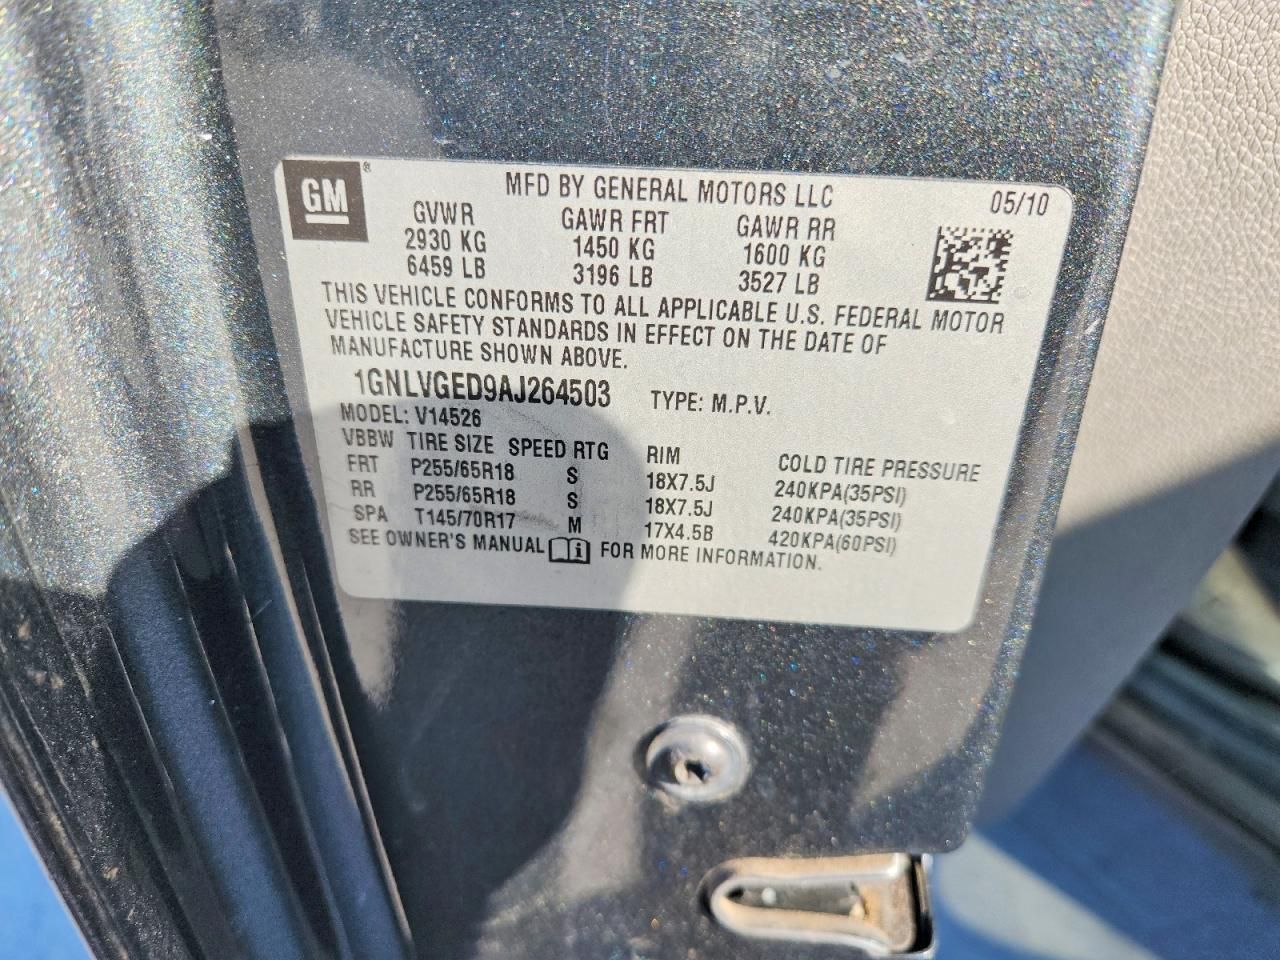 GM ®
MFD BY GENERAL MOTORS LLC 05/10
GVWR GAWR FRT GAWR RR
2930 KG 1450 KG 1600 KG
6459 LB 3196 LB 3527 LB
THIS VEHICLE CONFORMS TO ALL APPLICABLE U.S. FEDERAL MOTOR
VEHICLE SAFETY STANDARDS IN EFFECT ON THE DATE OF
MANUFACTURE SHOWN ABOVE.
1GNLVGED9AJ264503 TYPE: M.P.V.
MODEL: V14526
VBBW TIRE SIZE SPEED RTG RIM COLD TIRE PRESSURE
FRT P255/65R18 S 18X7.5J 240KPA(35PSI)
RR P255/65R18 S 18X7.5J 240KPA(35PSI)
SPA T145/70R17 M 17X4.5B 420KPA(60PSI)
SEE OWNER'S MANUAL i FOR MORE INFORMATION.